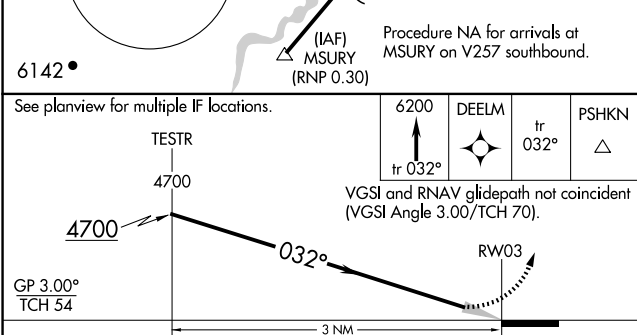 (IAF)
MSURY
(RNP 0.30)
Procedure NA for arrivals at
MSURY on V257 southbound.
6142
See planview for multiple IF locations.
6200
tr 032°
DEELM
tr
032°
PSHKN
TESTR
4700
VGSI and RNAV glidepath not coincident
(VGSI Angle 3.00/TCH 70).
4700
032°
RW03
GP 3.00°
TCH 54
3 NM